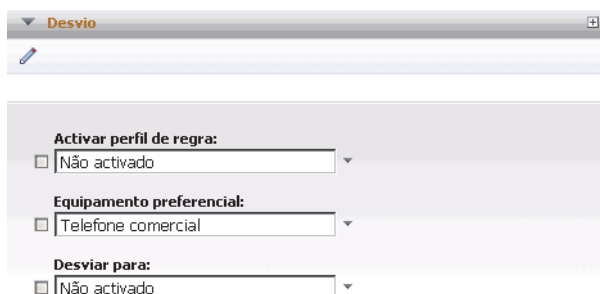 Desvio
Activar perfil de regra:
Não activado
Equipamento preferencial:
Telefone comercial
Desviar para:
Não activado